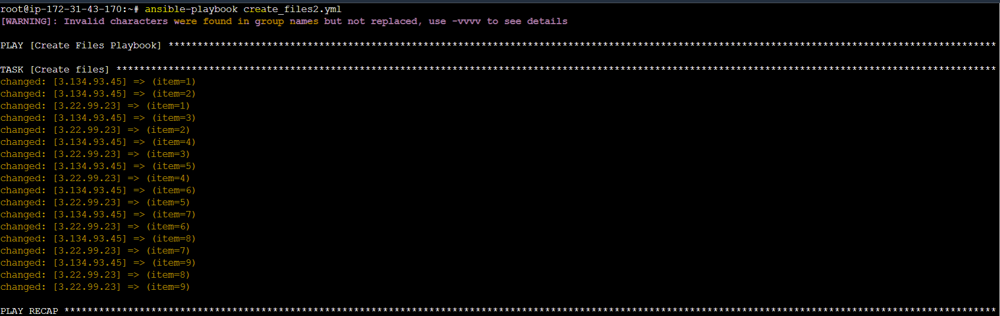 root@ip-172-31-43-170:~# ansible-playbook create_files2.yml
[WARNING]: Invalid characters were found in group names but not replaced, use -vvvv to see details
PLAY [Create Files Playbook] ***********************************************************************************************************************************************
TASK [Create files] ********************************************************************************************************************************************************
changed: [3.134.93.45] => (item=1)
changed: [3.134.93.45] => (item=2)
changed: [3.22.99.23] => (item=1)
changed: [3.134.93.45] => (item=3)
changed: [3.22.99.23] => (item=2)
changed: [3.134.93.45] => (item=4)
changed: [3.22.99.23] => (item=3)
changed: [3.134.93.45] => (item=5)
changed: [3.22.99.23] => (item=4)
changed: [3.134.93.45] => (item=6)
changed: [3.22.99.23] => (item=5)
changed: [3.134.93.45] => (item=7)
changed: [3.22.99.23] => (item=6)
changed: [3.134.93.45] => (item=8)
changed: [3.22.99.23] => (item=7)
changed: [3.134.93.45] => (item=9)
changed: [3.22.99.23] => (item=8)
changed: [3.22.99.23] => (item=9)
PLAY RECAP *****************************************************************************************************************************************************************